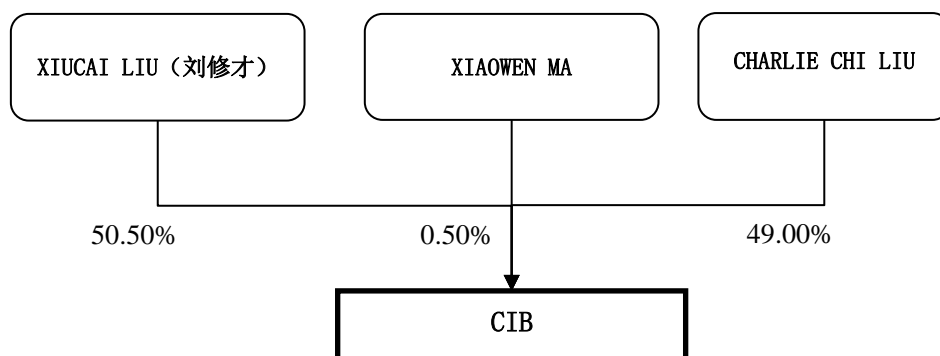 XIUCAI LIU（刘修才）
XIAOWEN MA
CHARLIE CHI LIU
50.50%
0.50%
49.00%
CIB